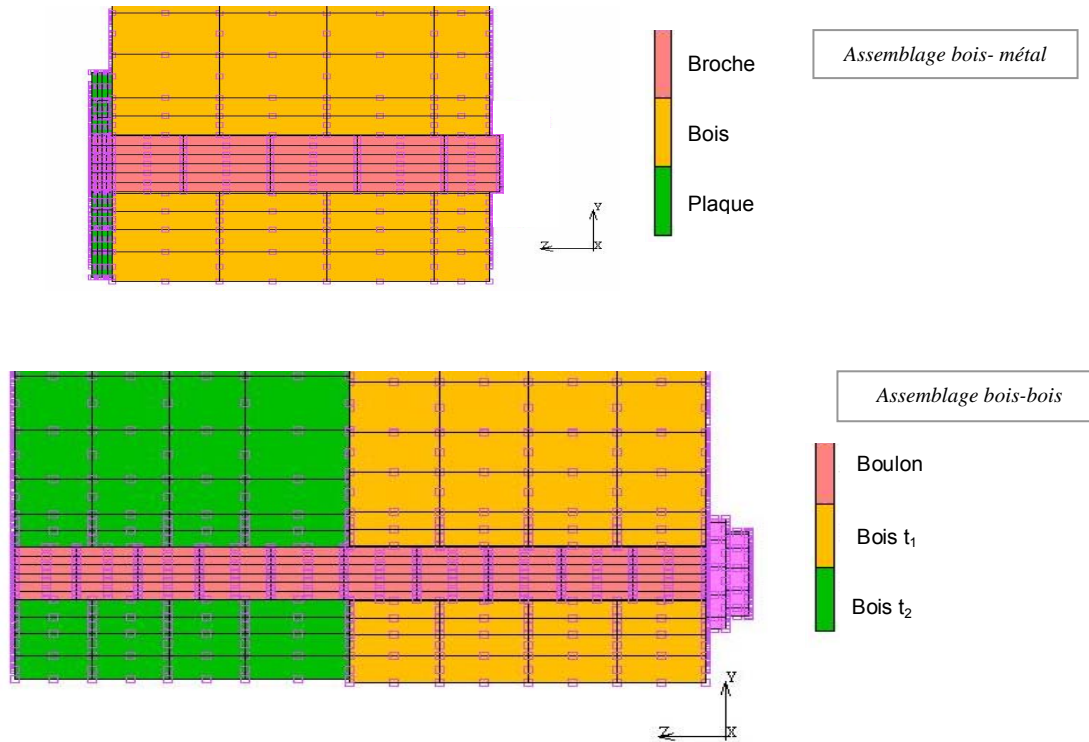 Broche
Assemblage bois- métal
Bois
Plaque
Y
Z
X
Assemblage bois-bois
Boulon
Bois t₁
Bois t₂
Y
Z
X